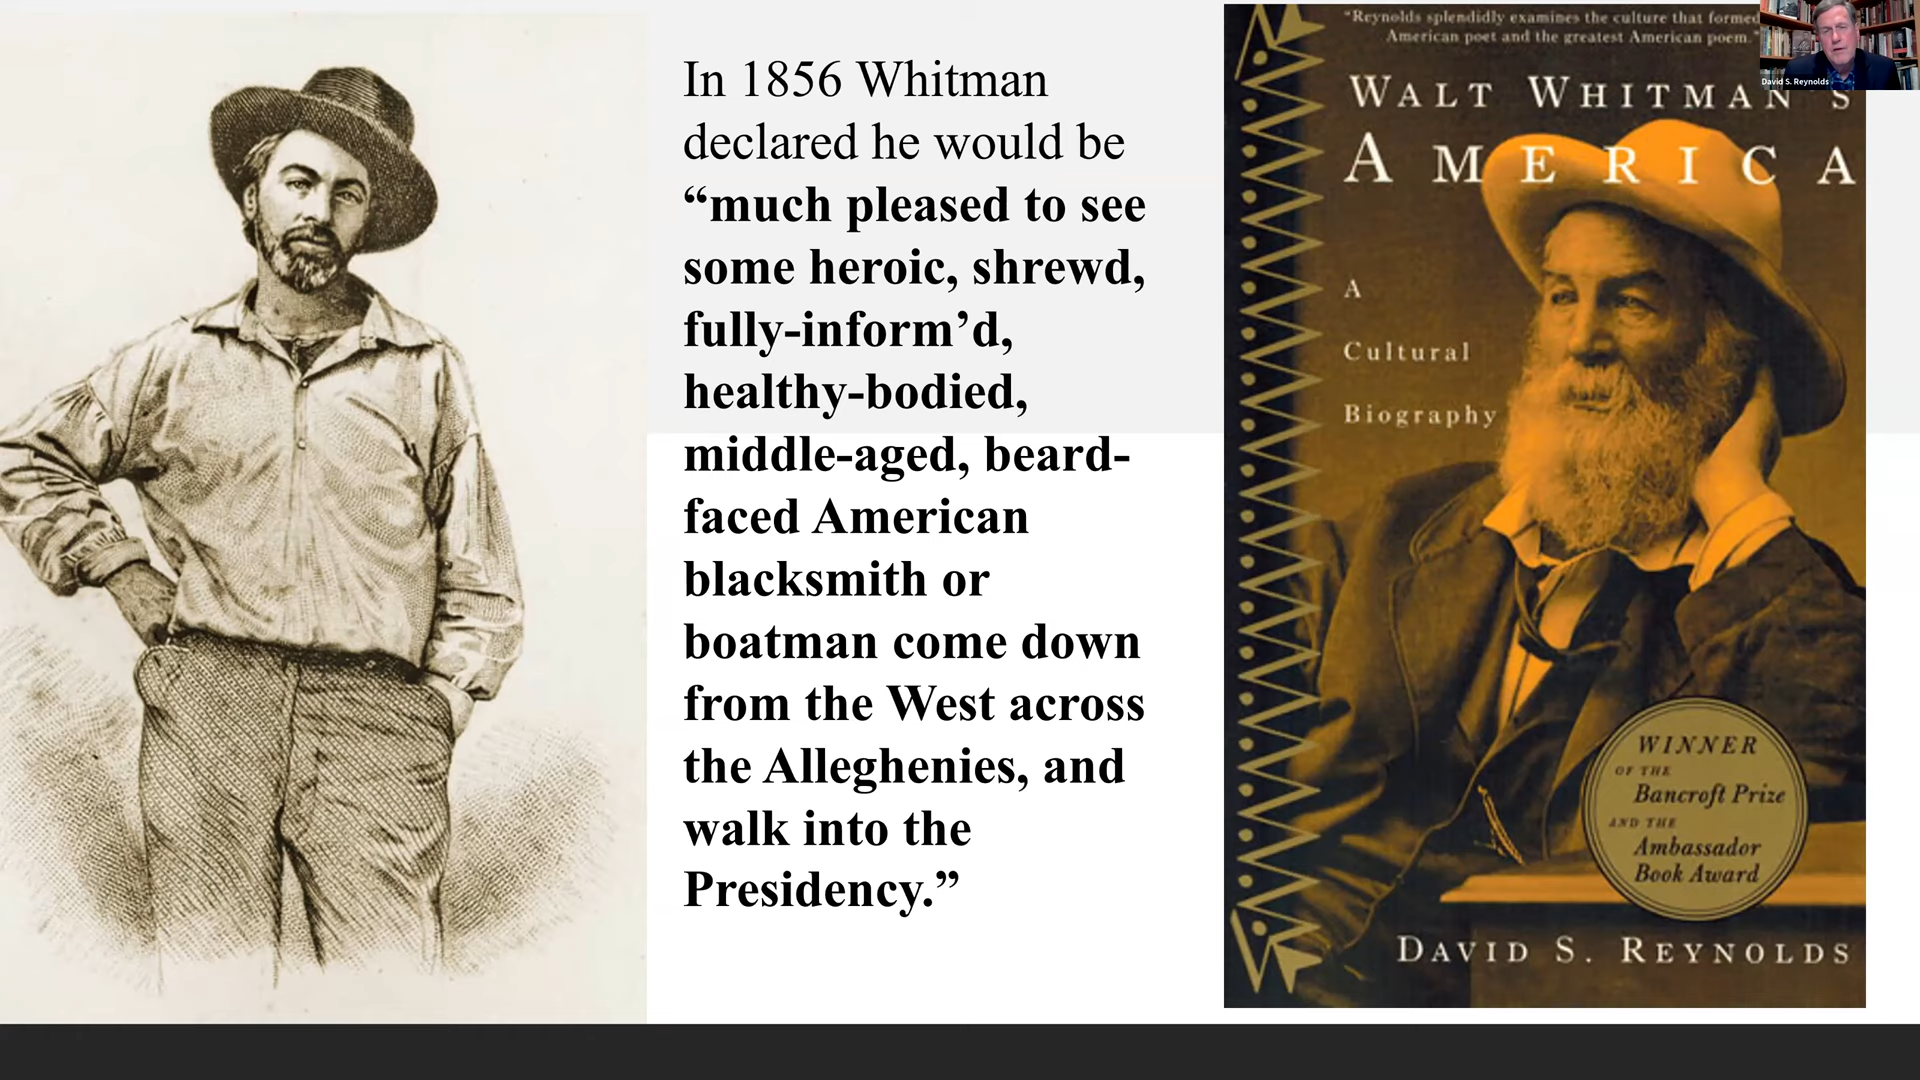 In 1856 Whitman
declared he would be
“much pleased to see
some heroic, shrewd,
fully-inform’d,
healthy-bodied,
middle-aged, beard-
faced American
blacksmith or
boatman come down
from the West across
the Alleghenies, and
walk into the
Presidency.”
"Reynolds splendidly examines the culture that formed
American poet and the greatest American poem."
WALT WHITMAN'S
AMERICA
A
Cultural
Biography
WINNER
OF THE
Bancroft Prize
AND THE
Ambassador
Book Award
DAVID S. REYNOLDS
David S. Reynolds